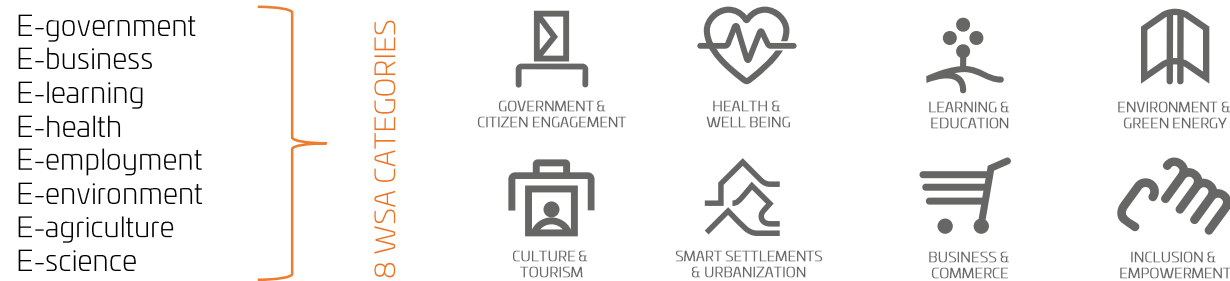 E-government
E-business
E-learning
E-health
E-employment
E-environment
E-agriculture
E-science
8 WSA CATEGORIES
GOVERNMENT &
CITIZEN ENGAGEMENT
HEALTH &
WELL BEING
LEARNING &
EDUCATION
ENVIRONMENT &
GREEN ENERGY
CULTURE &
TOURISM
SMART SETTLEMENTS
& URBANIZATION
BUSINESS &
COMMERCE
INCLUSION &
EMPOWERMENT